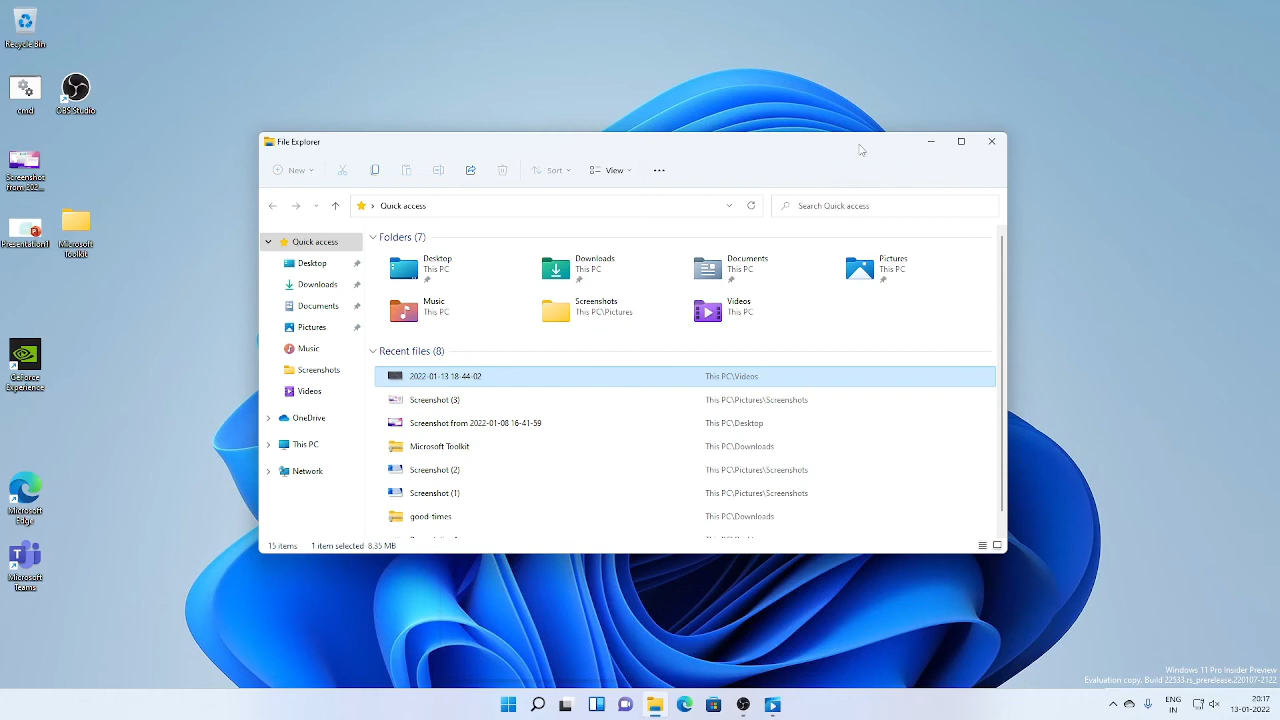 Recycle Bin
cmd
OBS Studio
Screenshot
from 202...
Presentation1
Microsoft
Toolkit
GeForce
Experience
Microsoft
Edge
Microsoft
Teams
File Explorer
New
Sort
View
Quick access
Search Quick access
Quick access
Desktop
Downloads
Documents
Pictures
Music
Screenshots
Videos
OneDrive
This PC
Network
Folders (7)
Desktop
This PC
Downloads
This PC
Documents
This PC
Pictures
This PC
Music
This PC
Screenshots
This PC\Pictures
Videos
This PC
Recent files (8)
2022-01-13 18-44-02 This PC\Videos
Screenshot (3) This PC\Pictures\Screenshots
Screenshot from 2022-01-08 16-41-59 This PC\Desktop
Microsoft Toolkit This PC\Downloads
Screenshot (2) This PC\Pictures\Screenshots
Screenshot (1) This PC\Pictures\Screenshots
good-times This PC\Downloads
15 items 1 item selected 8.35 MB
Windows 11 Pro Insider Preview
Evaluation copy. Build 22533.rs_prerelease.220107-2122
ENG
IN
20:17
13-01-2022